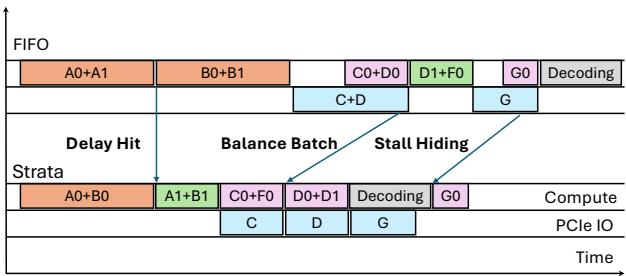 FIFO
A0+A1 B0+B1 C0+D0 D1+F0 G0 Decoding
C+D G
Delay Hit Balance Batch Stall Hiding
Strata
A0+B0 A1+B1 C0+F0 D0+D1 Decoding G0 Compute
C D G PCIe IO
Time